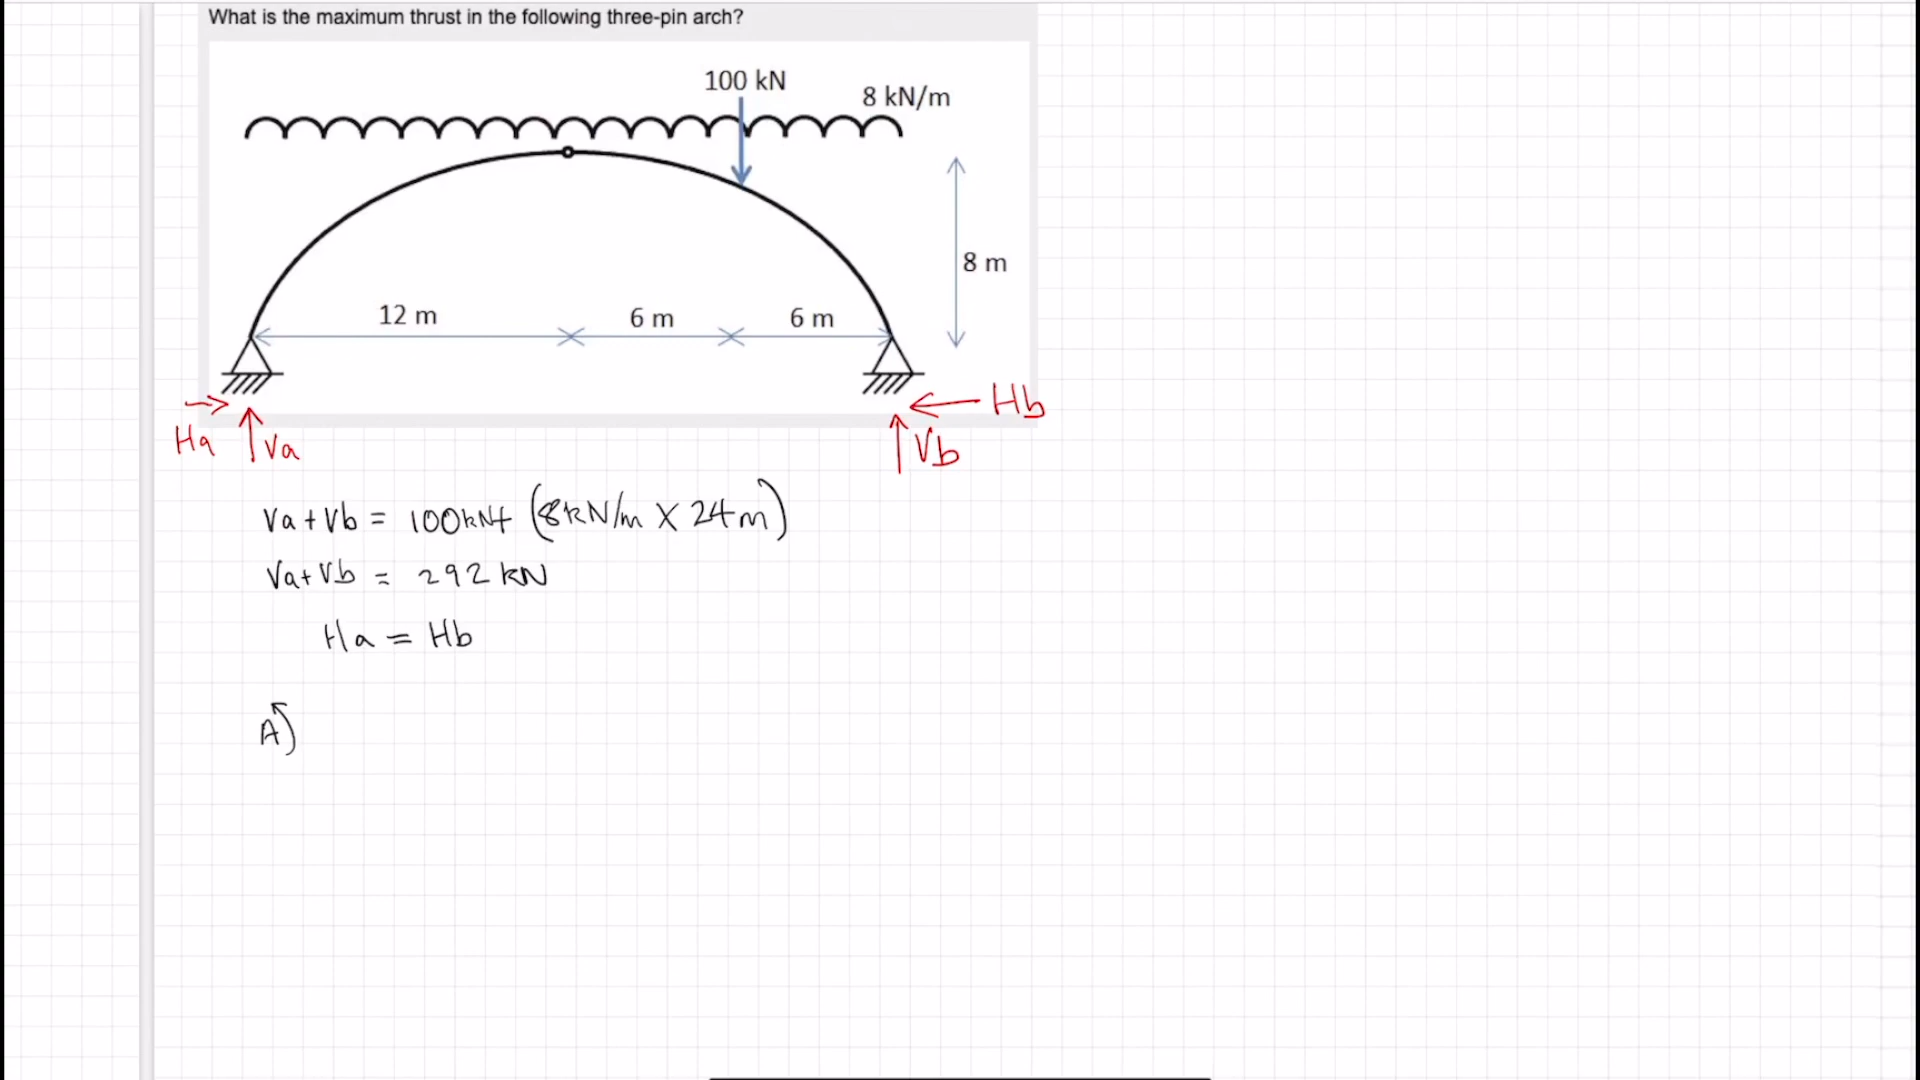 What is the maximum thrust in the following three-pin arch?
100 kN
8 kN/m
8 m
12 m
6 m
6 m
Ha
Va
Hb
Vb
Va+Vb = 100kN+ (8kN/m X 24m)
Va+Vb = 292 kN
Ha = Hb
A)